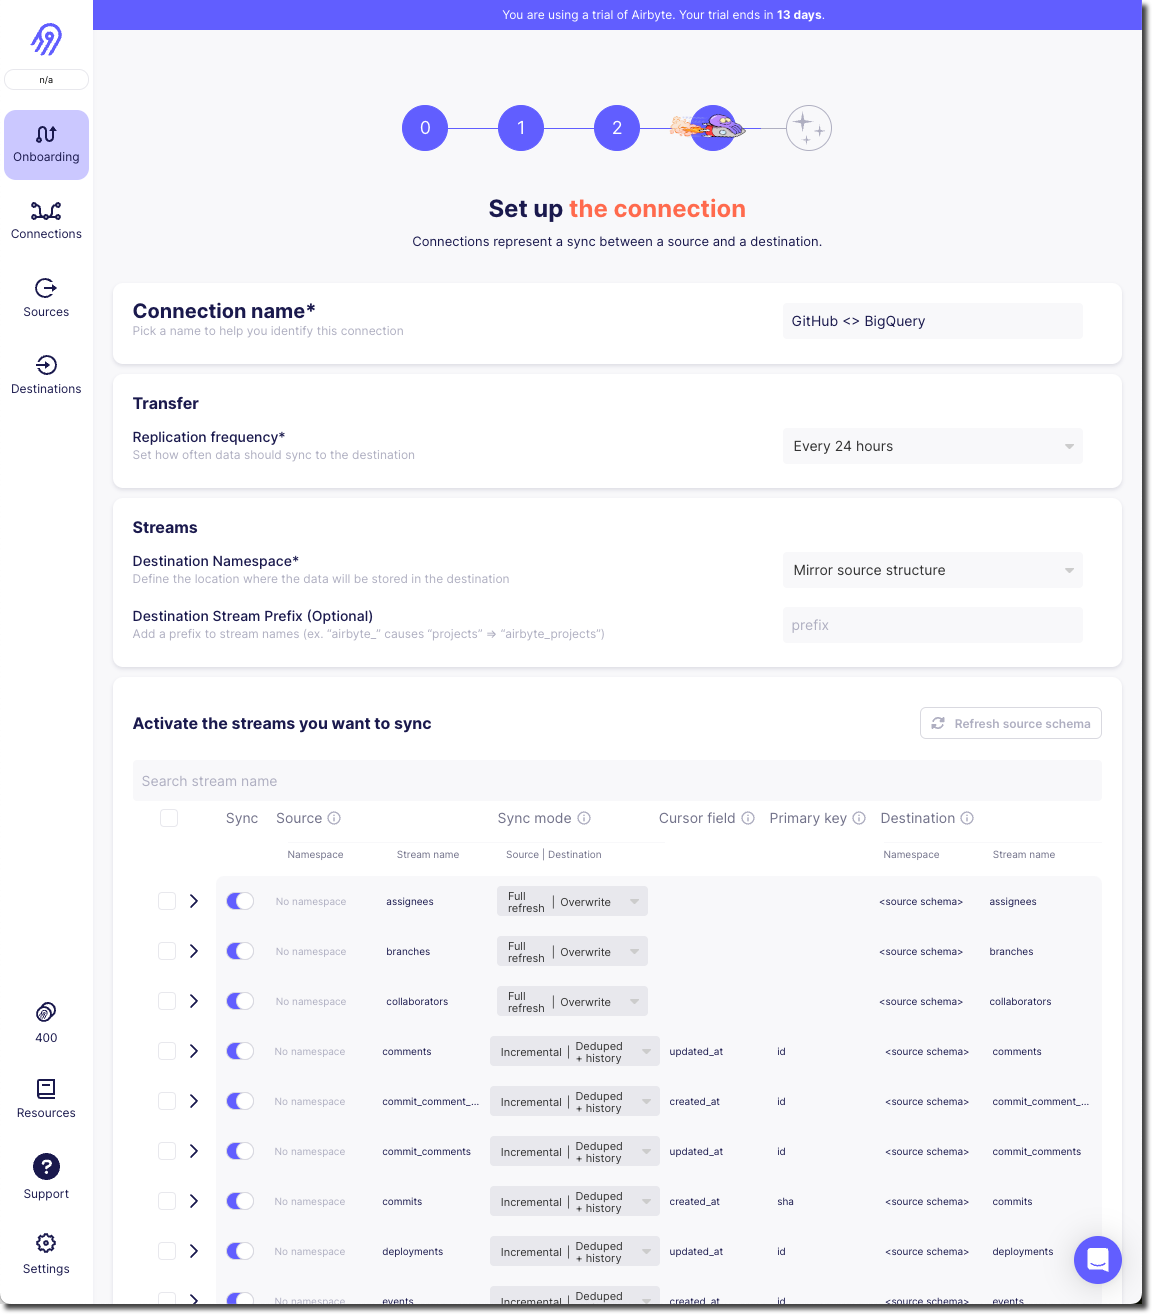 You are using a trial of Airbyte. Your trial ends in 13 days.
n/a
Onboarding
Connections
Sources
Destinations
400
Resources
Support
Settings
0
1
2
Set up the connection
Connections represent a sync between a source and a destination.
Connection name*
Pick a name to help you identify this connection
GitHub <> BigQuery
Transfer
Replication frequency*
Set how often data should sync to the destination
Every 24 hours
Streams
Destination Namespace*
Define the location where the data will be stored in the destination
Mirror source structure
Destination Stream Prefix (Optional)
Add a prefix to stream names (ex. “airbyte_” causes “projects” => “airbyte_projects”)
prefix
Activate the streams you want to sync
Refresh source schema
Search stream name
Sync Source Sync mode Cursor field Primary key Destination
Namespace Stream name Source | Destination Namespace Stream name
No namespace assignees Full refresh | Overwrite <source schema> assignees
No namespace branches Full refresh | Overwrite <source schema> branches
No namespace collaborators Full refresh | Overwrite <source schema> collaborators
No namespace comments Incremental | Deduped + history updated_at id <source schema> comments
No namespace commit_comment_... Incremental | Deduped + history created_at id <source schema> commit_comment_...
No namespace commit_comments Incremental | Deduped + history updated_at id <source schema> commit_comments
No namespace commits Incremental | Deduped + history created_at sha <source schema> commits
No namespace deployments Incremental | Deduped + history updated_at id <source schema> deployments
No namespace events Incremental | Deduped + history created_at id <source schema> events